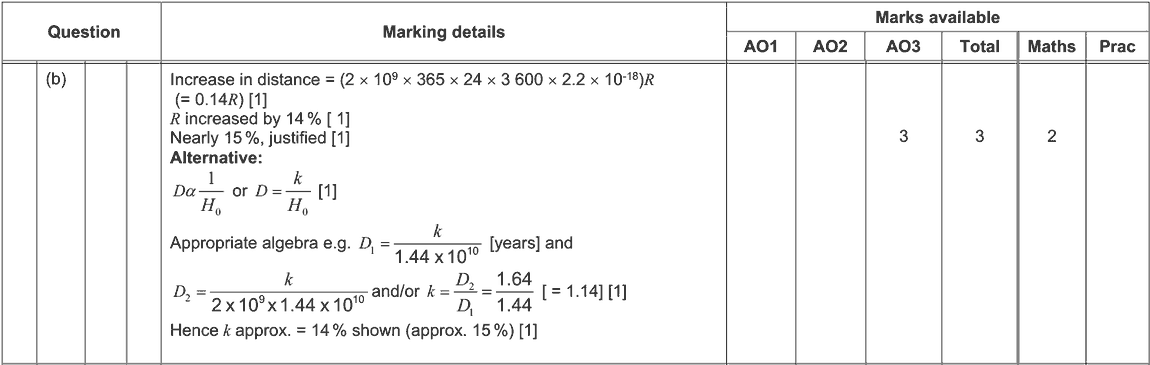 Question
Marking details
Marks available
AO1 AO2 AO3 Total Maths Prac
(b)
Increase in distance = (2 × 10⁹ × 365 × 24 × 3 600 × 2.2 × 10⁻¹⁸)R
(= 0.14R) [1]
R increased by 14 % [ 1]
Nearly 15 %, justified [1]
3 3 2
Alternative:
Dα 1/H₀ or D = k/H₀ [1]
Appropriate algebra e.g. D₁ = k/1.44 x 10¹⁰ [years] and
D₂ = k/2 x 10⁹ x 1.44 x 10¹⁰ and/or k = D₂/D₁ = 1.64/1.44 [ = 1.14] [1]
Hence k approx. = 14 % shown (approx. 15 %) [1]